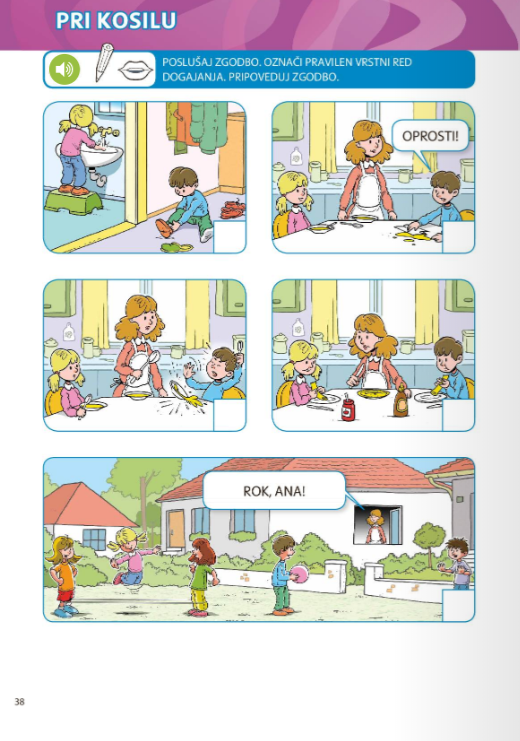 PRI KOSILU
POSLUŠAJ ZGODBO. OZNAČI PRAVILEN VRSTNI RED
DOGAJANJA. PRIPOVEDUJ ZGODBO.
OPROSTI!
ROK, ANA!
38